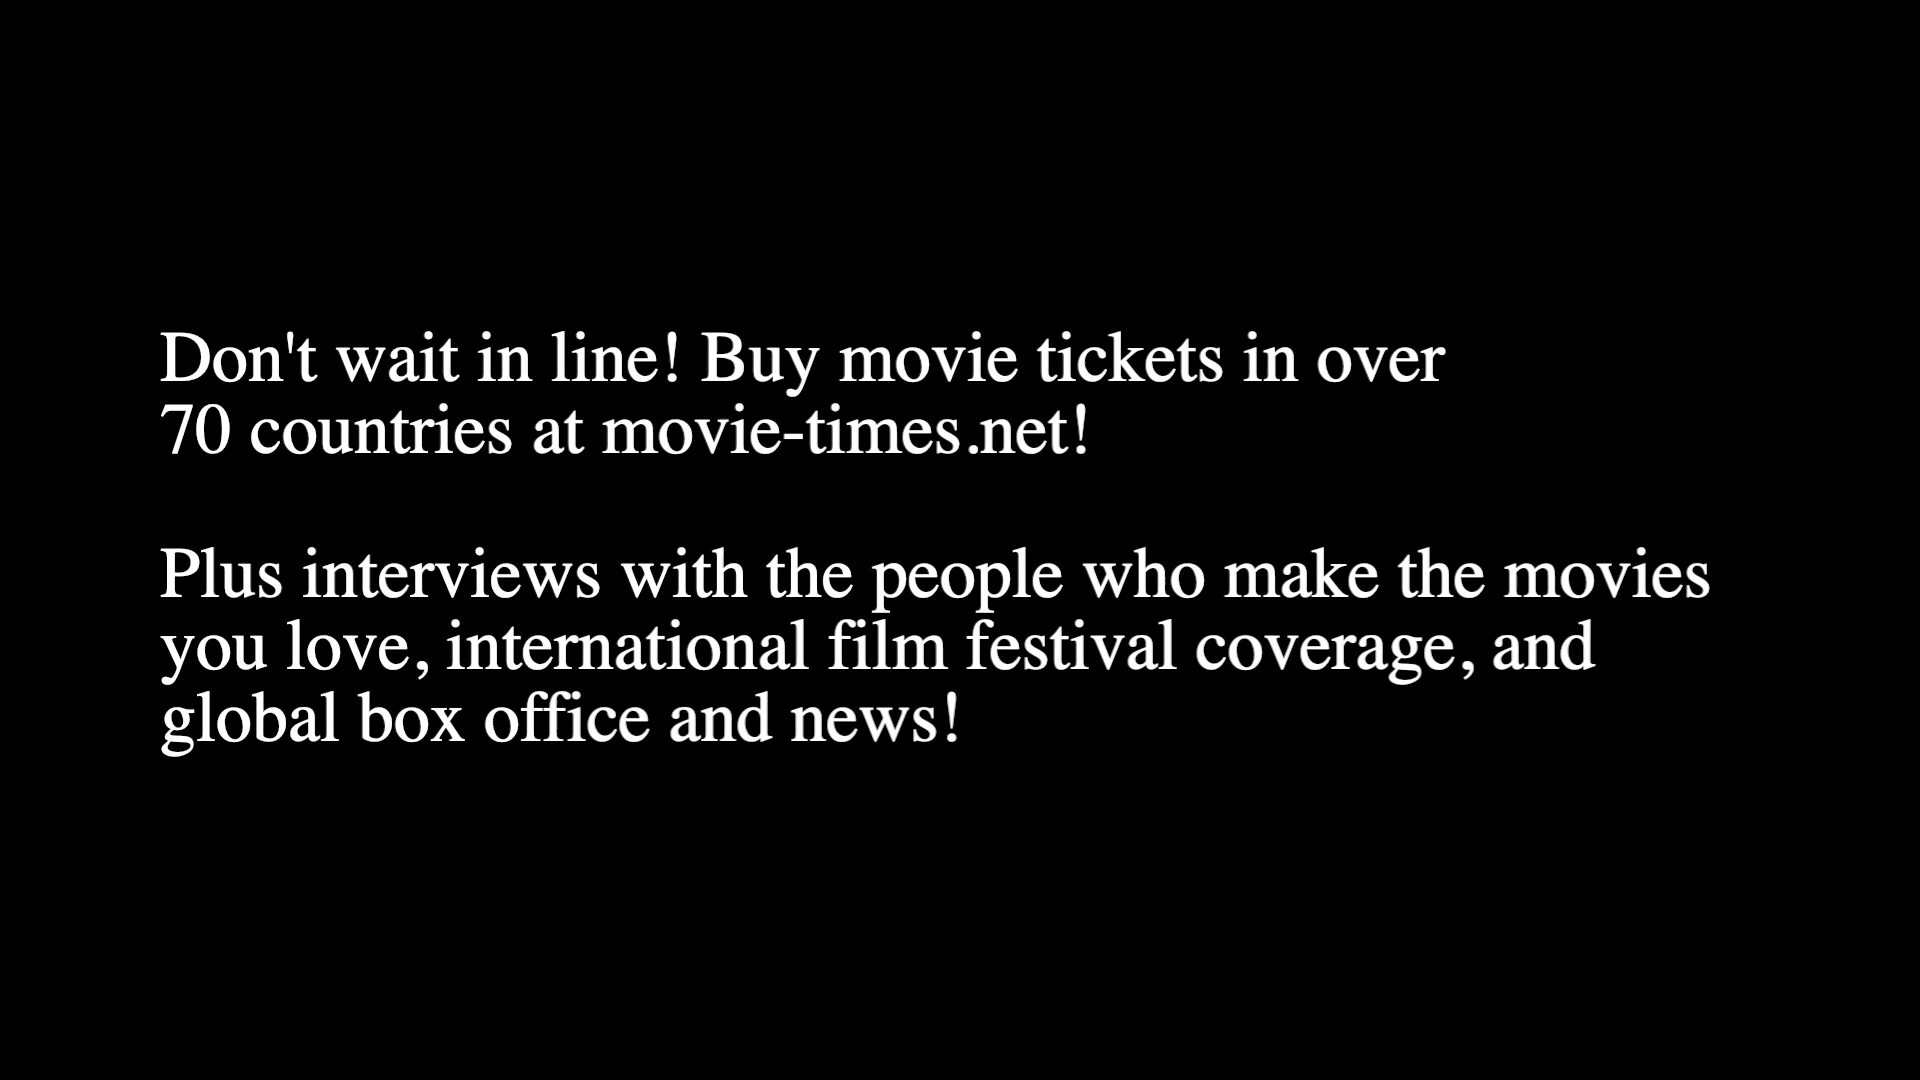 Don't wait in line! Buy movie tickets in over
70 countries at movie-times.net!
Plus interviews with the people who make the movies
you love, international film festival coverage, and
global box office and news!